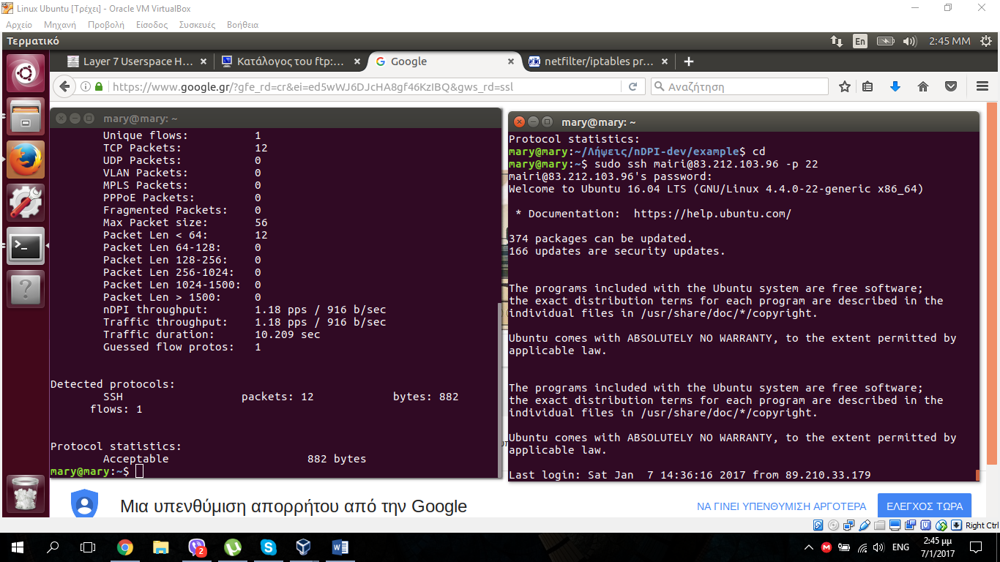 Linux Ubuntu [Τρέχει] - Oracle VM VirtualBox
Αρχείο Μηχανή Προβολή Είσοδος Συσκευές Βοήθεια
Τερματικό En 2:45 ΜΜ
Layer 7 Userspace H... Κατάλογος του ftp:... Google netfilter/iptables pr...
https://www.google.gr/?gfe_rd=cr&ei=ed5wWJ6DJcHA8gf46KzIBQ&gws_rd=ssl Αναζήτηση
mary@mary: ~
Unique flows: 1
TCP Packets: 12
UDP Packets: 0
VLAN Packets: 0
MPLS Packets: 0
PPPoE Packets: 0
Fragmented Packets: 0
Max Packet size: 56
Packet Len < 64: 12
Packet Len 64-128: 0
Packet Len 128-256: 0
Packet Len 256-1024: 0
Packet Len 1024-1500: 0
Packet Len > 1500: 0
nDPI throughput: 1.18 pps / 916 b/sec
Traffic throughput: 1.18 pps / 916 b/sec
Traffic duration: 10.209 sec
Guessed flow protos: 1
Detected protocols:
SSH packets: 12 bytes: 882
flows: 1
Protocol statistics:
Acceptable 882 bytes
mary@mary:~$
mary@mary: ~
Protocol statistics:
mary@mary:~/Λήψεις/nDPI-dev/example$ cd
mary@mary:~$ sudo ssh mairi@83.212.103.96 -p 22
mairi@83.212.103.96's password:
Welcome to Ubuntu 16.04 LTS (GNU/Linux 4.4.0-22-generic x86_64)
* Documentation: https://help.ubuntu.com/
374 packages can be updated.
166 updates are security updates.
The programs included with the Ubuntu system are free software;
the exact distribution terms for each program are described in the
individual files in /usr/share/doc/*/copyright.
Ubuntu comes with ABSOLUTELY NO WARRANTY, to the extent permitted by
applicable law.
The programs included with the Ubuntu system are free software;
the exact distribution terms for each program are described in the
individual files in /usr/share/doc/*/copyright.
Ubuntu comes with ABSOLUTELY NO WARRANTY, to the extent permitted by
applicable law.
Last login: Sat Jan  7 14:36:16 2017 from 89.210.33.179
Μια υπενθύμιση απορρήτου από την Google ΝΑ ΓΙΝΕΙ ΥΠΕΝΘΥΜΙΣΗ ΑΡΓΟΤΕΡΑ ΕΛΕΓΧΟΣ ΤΩΡΑ
Right Ctrl
2 ENG 2:45 μμ
7/1/2017